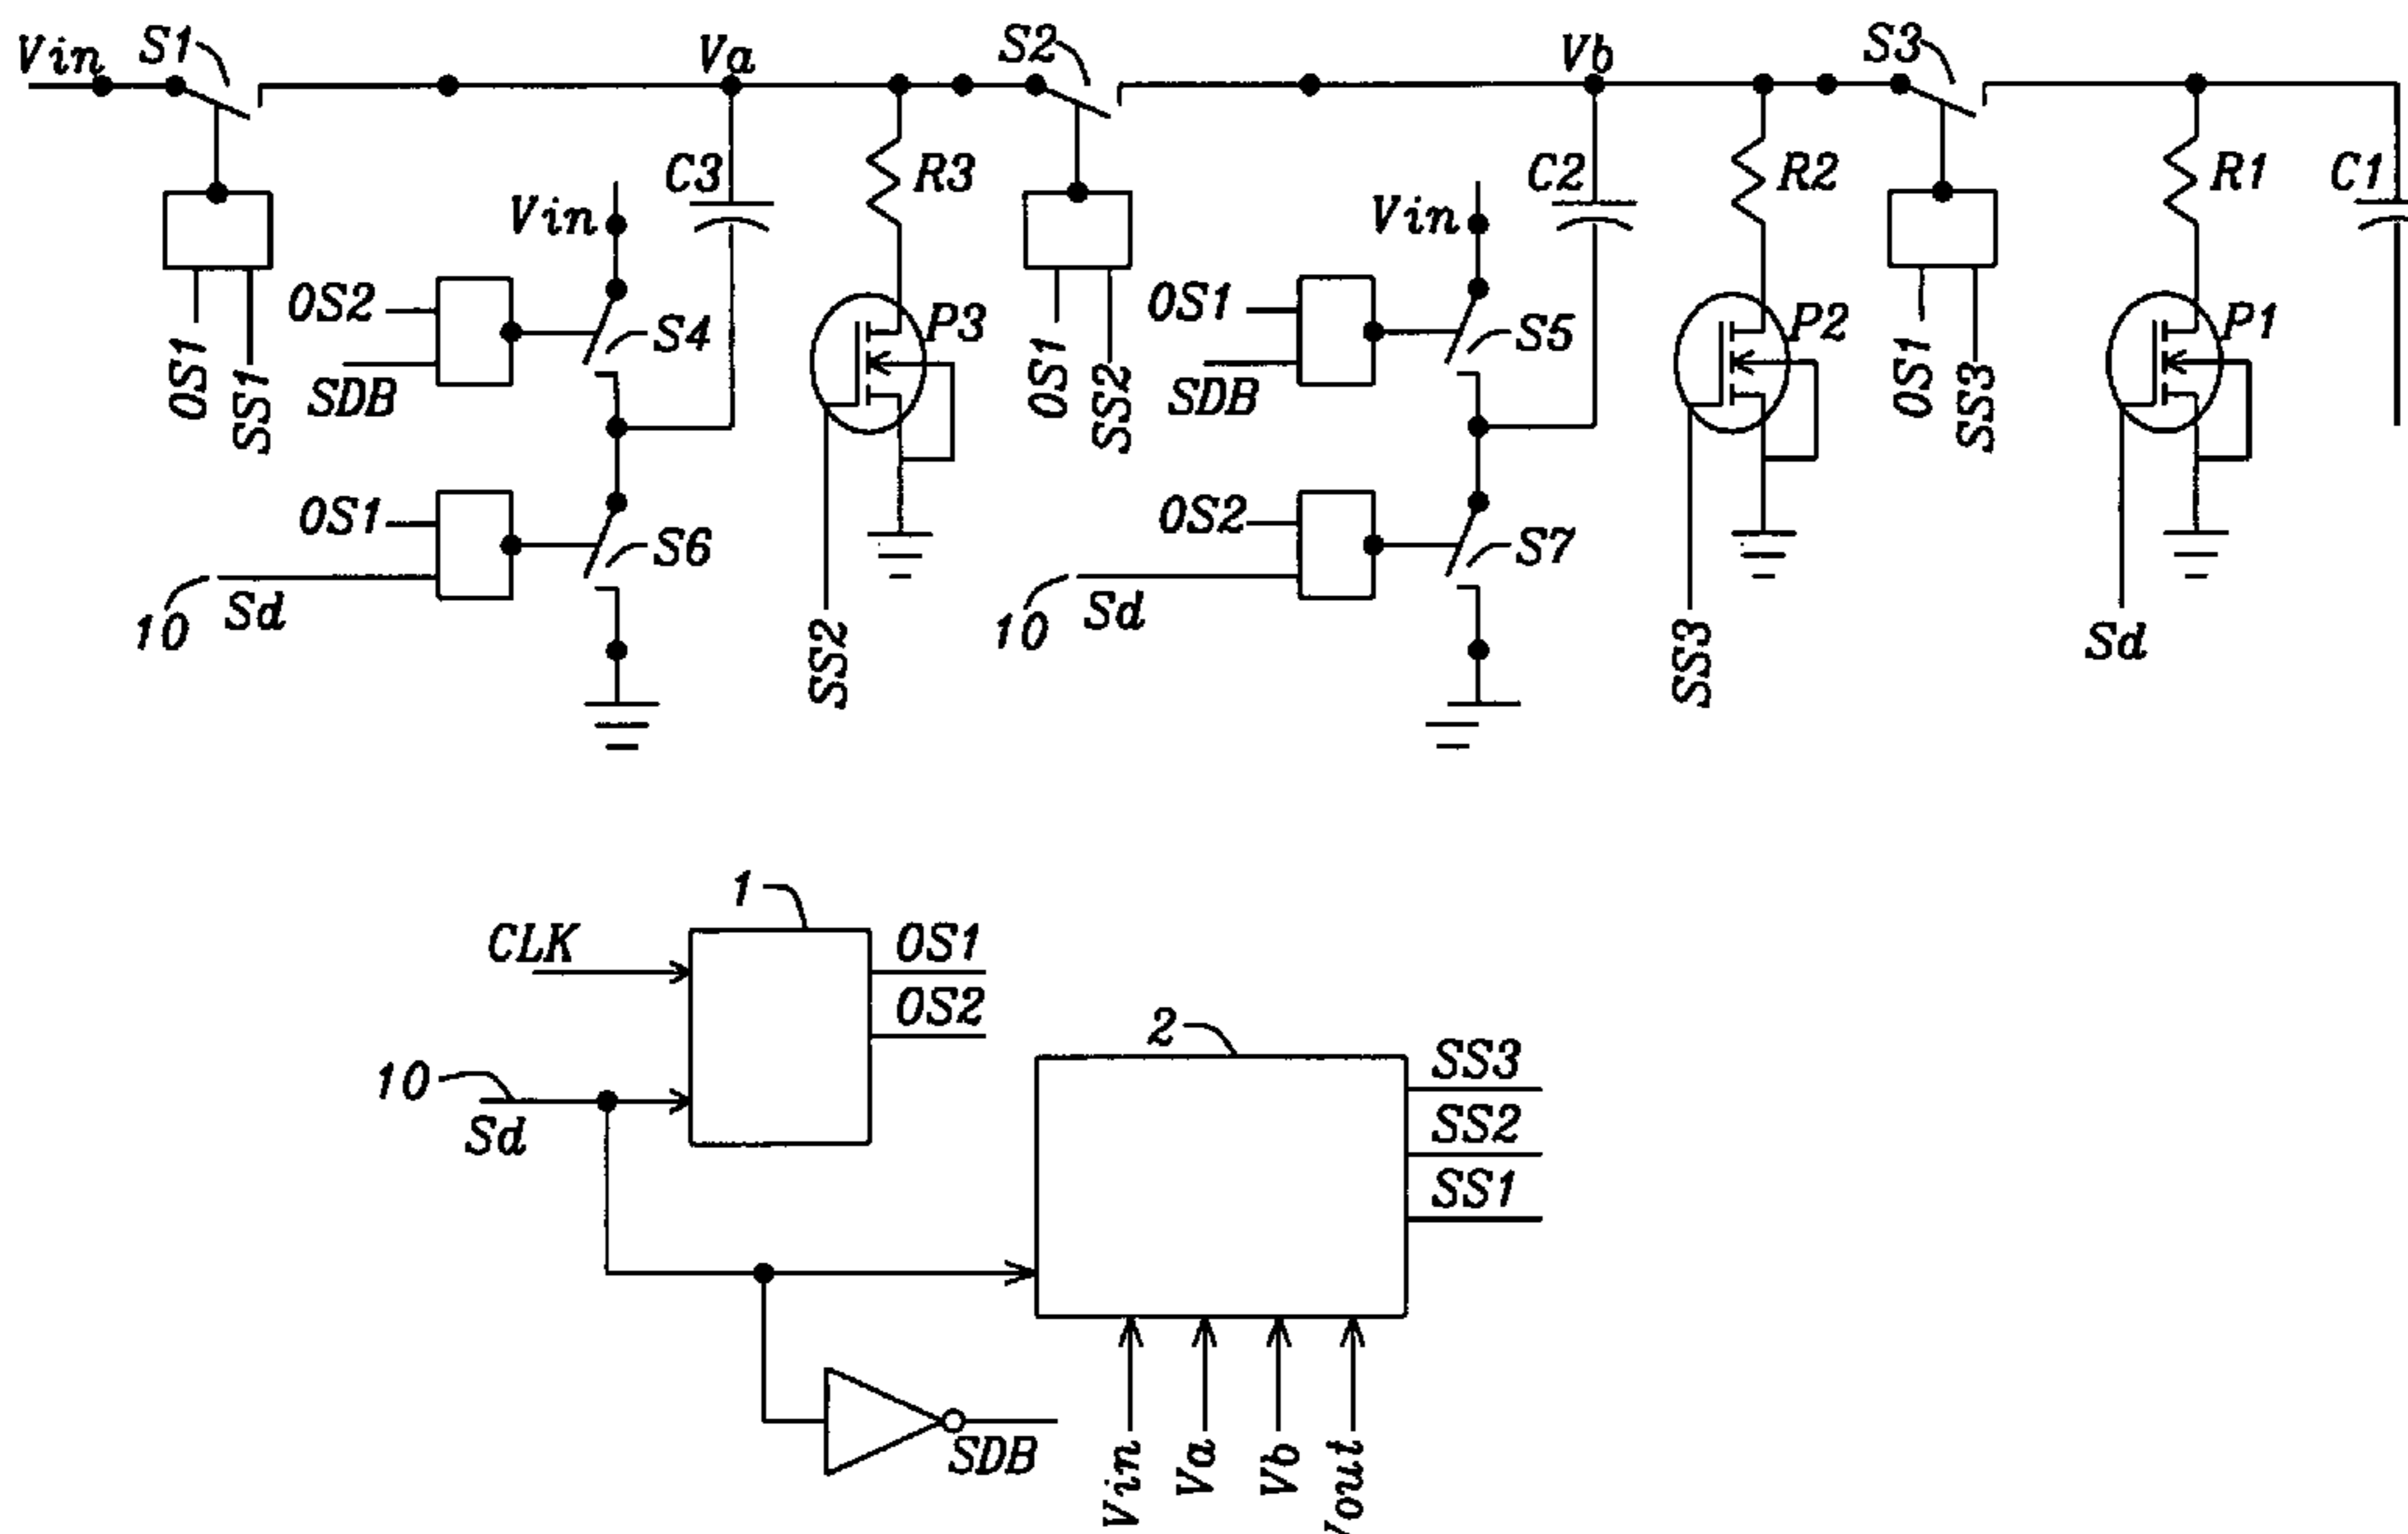 Vin S1 Va S2 Vb S3
C3 R3 C2 R2 R1 C1
Vin Vin
OS2 S4 P3 OS1 S5 P2 P1
SDB SDB
OS1 SS1 OS1 SS2 OS1 SS3
OS1 S6 OS2 S7
10 Sd 10 Sd
SS2 SS3 Sd
1
CLK OS1
OS2
2
10 Sd
SS3
SS2
SS1
SDB
Vin Va Vb Vout